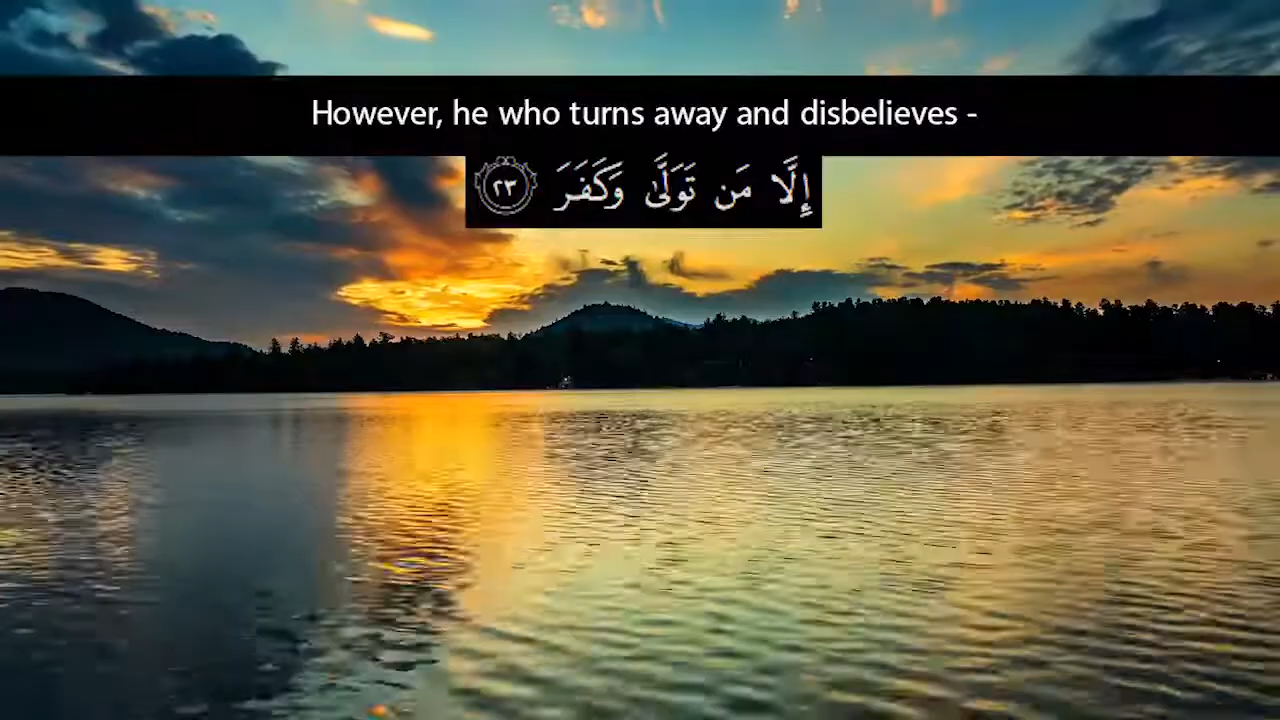 However, he who turns away and disbelieves -
إِلَّا مَن تَوَلَّىٰ وَكَفَرَ ٢٣